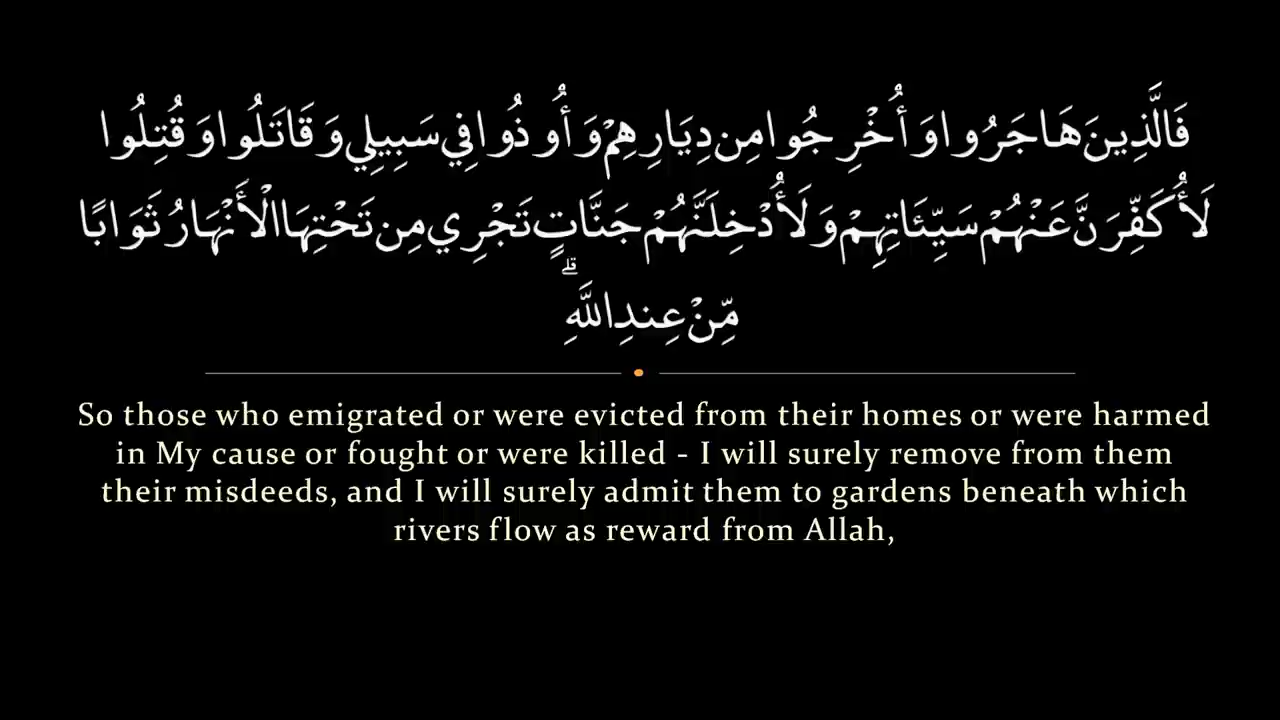 فَالَّذِينَ هَاجَرُوا وَأُخْرِجُوا مِن دِيَارِهِمْ وَأُوذُوا فِي سَبِيلِي وَقَاتَلُوا وَقُتِلُوا
لَأُكَفِّرَنَّ عَنْهُمْ سَيِّئَاتِهِمْ وَلَأُدْخِلَنَّهُمْ جَنَّاتٍ تَجْرِي مِن تَحْتِهَا الْأَنْهَارُ ثَوَابًا
مِّنْ عِندِ اللَّهِ ۗ
So those who emigrated or were evicted from their homes or were harmed
in My cause or fought or were killed - I will surely remove from them
their misdeeds, and I will surely admit them to gardens beneath which
rivers flow as reward from Allah,